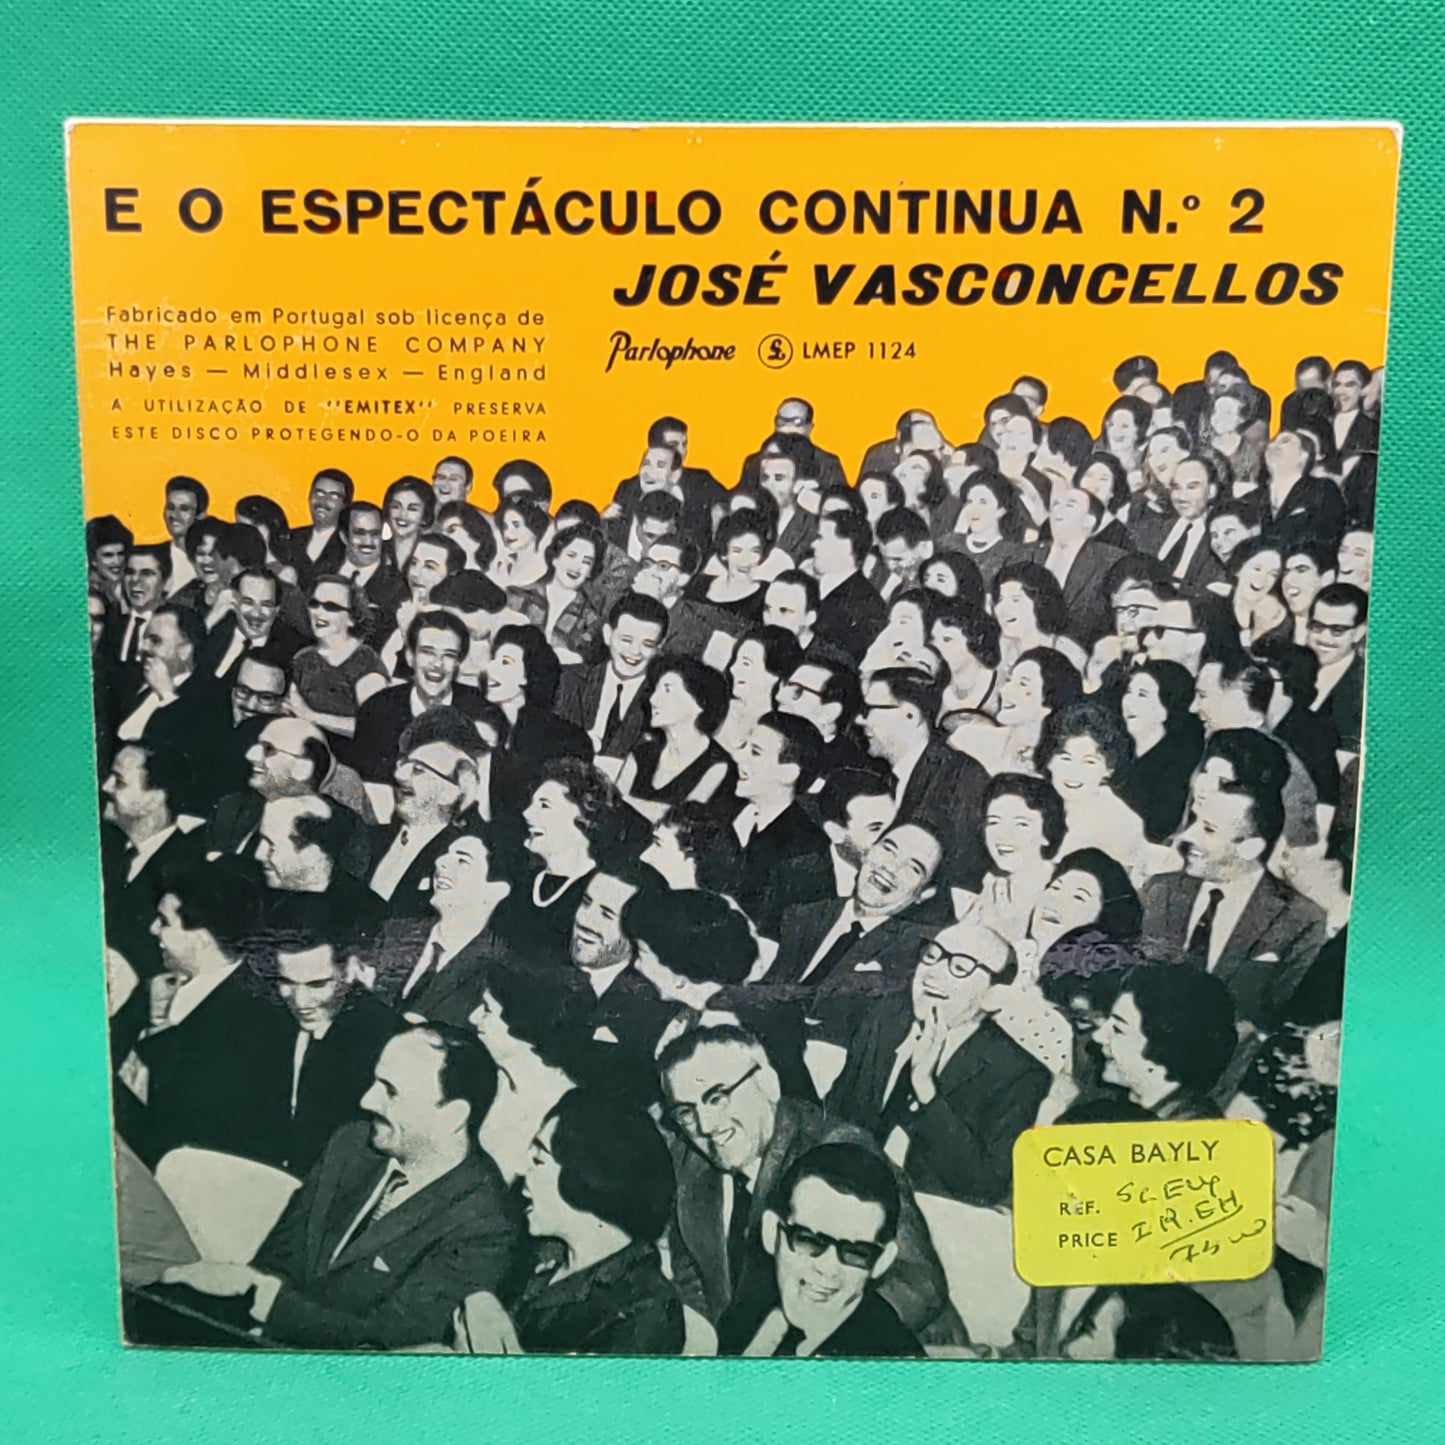 E O ESPECTÁCULO CONTINUA N.º 2
JOSÉ VASCONCELLOS
Fabricado em Portugal sob licença de
THE PARLOPHONE COMPANY
Hayes — Middlesex — England
A UTILIZAÇÃO DE "EMITEX" PRESERVA
ESTE DISCO PROTEGENDO-O DA POEIRA
Parlophone £ LMEP 1124
CASA BAYLY
REF.
PRICE